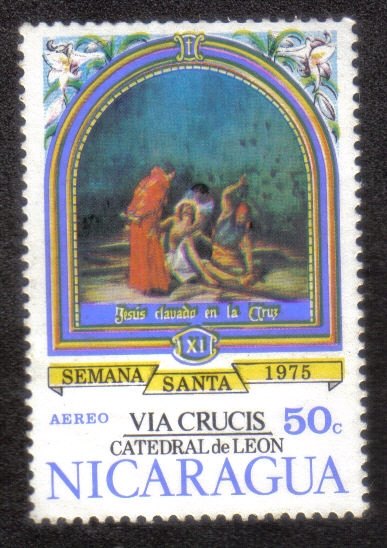 Jesús clavado en la Cruz
XI
SEMANA SANTA 1975
AEREO VIA CRUCIS 50c
CATEDRAL de LEON
NICARAGUA